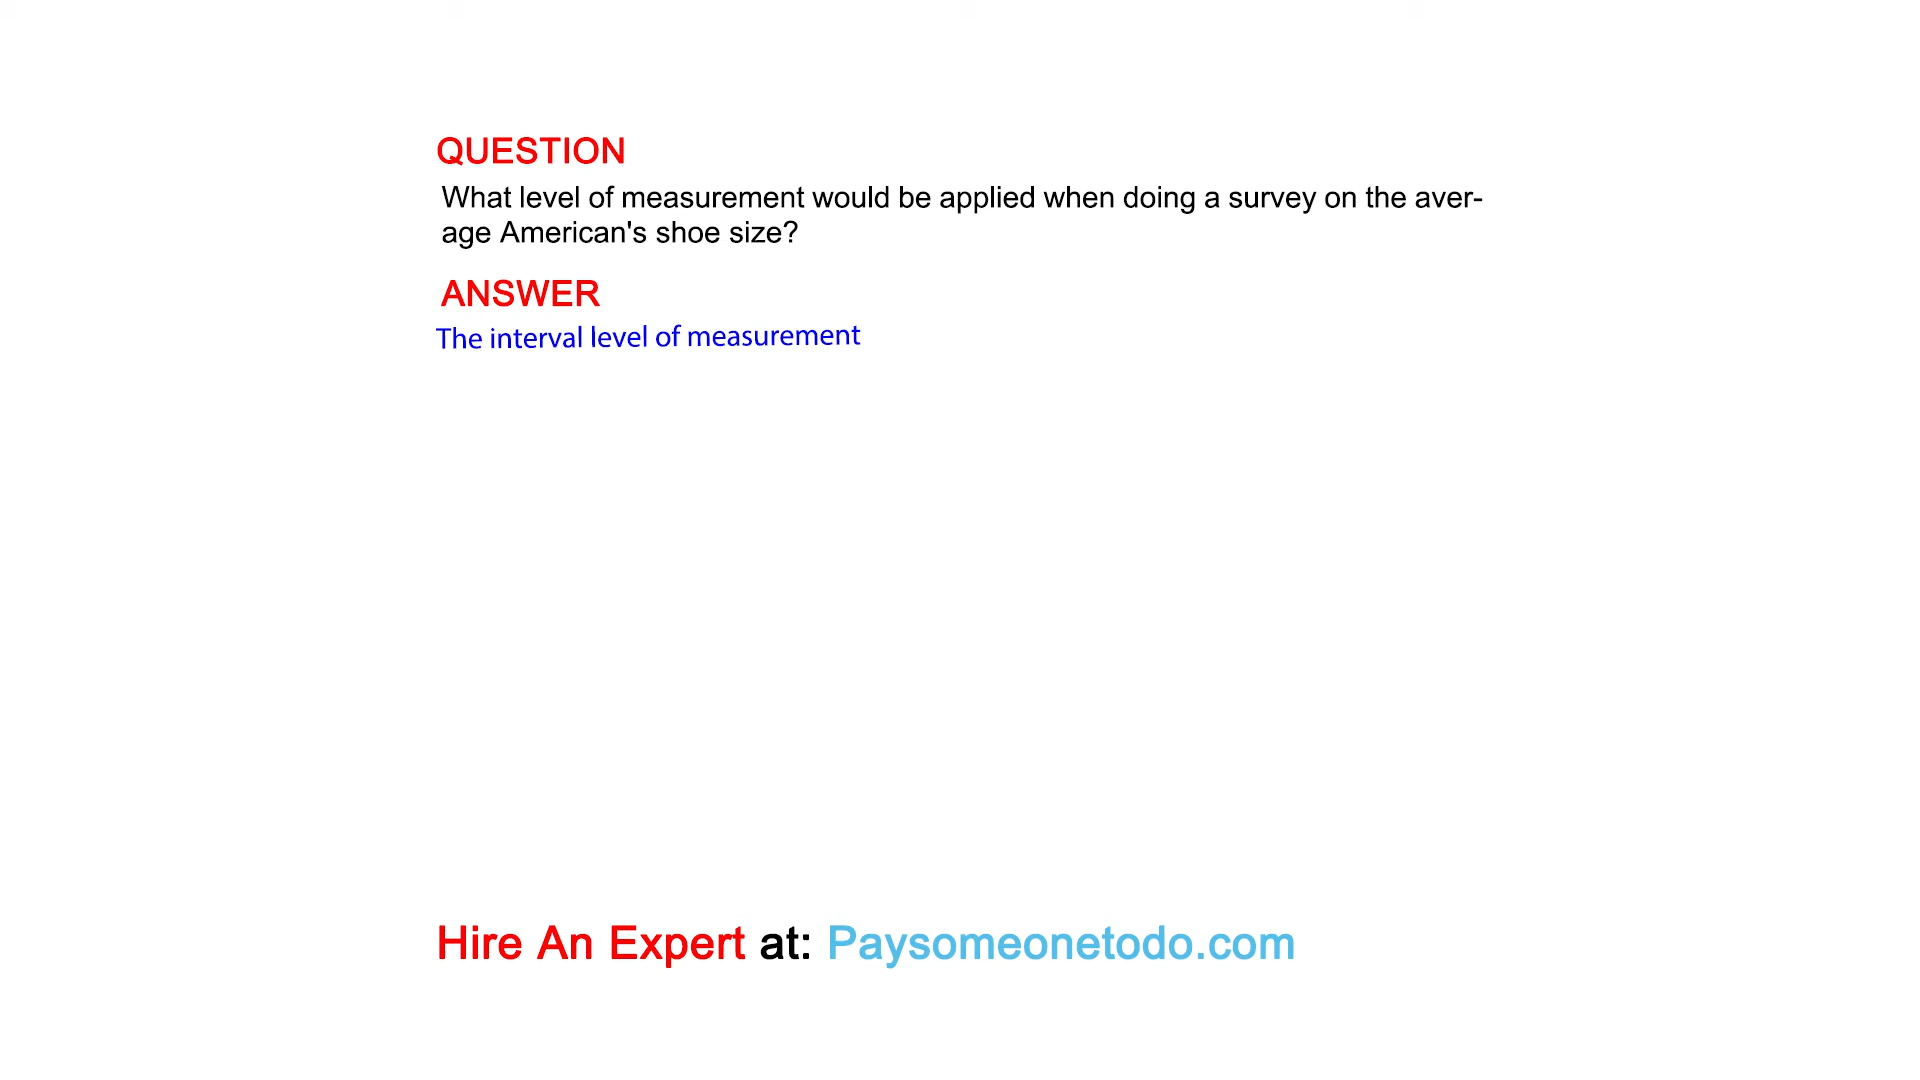 QUESTION
What level of measurement would be applied when doing a survey on the aver-
age American's shoe size?
ANSWER
The interval level of measurement
Hire An Expert at: Paysomeonetodo.com